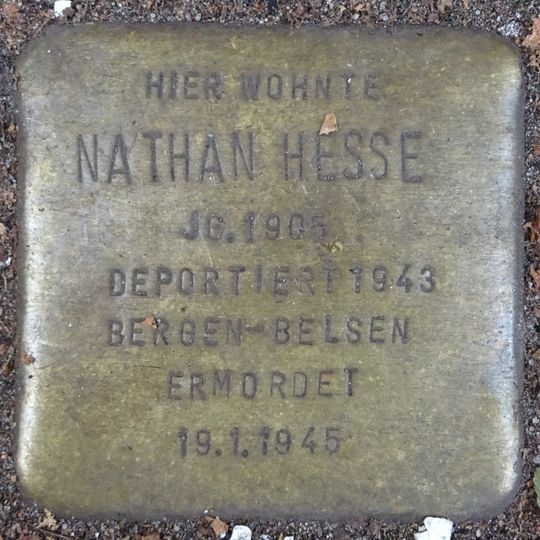 HIER WOHNTE
NATHAN HESSE
JG. 1905
DEPORTIERT 1943
BERGEN-BELSEN
ERMORDET
19.1.1945